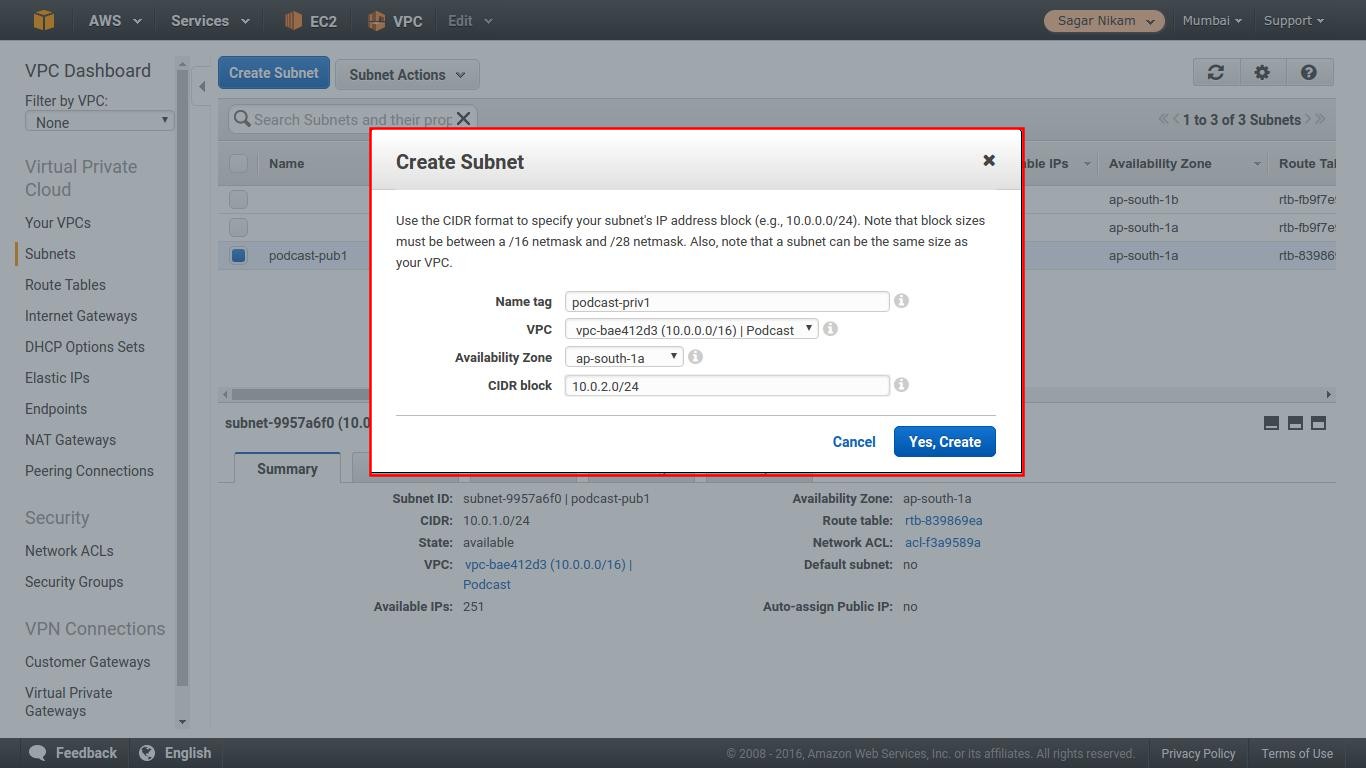 AWS Services EC2 VPC Edit Sagar Nikam Mumbai Support
VPC Dashboard
Filter by VPC:
None
Virtual Private
Cloud
Your VPCs
Subnets
Route Tables
Internet Gateways
DHCP Options Sets
Elastic IPs
Endpoints
NAT Gateways
Peering Connections
Security
Network ACLs
Security Groups
VPN Connections
Customer Gateways
Virtual Private
Gateways
Create Subnet Subnet Actions
Search Subnets and their prop
1 to 3 of 3 Subnets
Name ble IPs Availability Zone Route Tal
ap-south-1b rtb-fb9f7e
ap-south-1a rtb-fb9f7e
podcast-pub1 ap-south-1a rtb-83986
Create Subnet
Use the CIDR format to specify your subnet's IP address block (e.g., 10.0.0.0/24). Note that block sizes
must be between a /16 netmask and /28 netmask. Also, note that a subnet can be the same size as
your VPC.
Name tag podcast-priv1
VPC vpc-bae412d3 (10.0.0.0/16) | Podcast
Availability Zone ap-south-1a
CIDR block 10.0.2.0/24
Cancel Yes, Create
subnet-9957a6f0 (10.0
Summary
Subnet ID: subnet-9957a6f0 | podcast-pub1 Availability Zone: ap-south-1a
CIDR: 10.0.1.0/24 Route table: rtb-839869ea
State: available Network ACL: acl-f3a9589a
VPC: vpc-bae412d3 (10.0.0.0/16) | Default subnet: no
Podcast
Available IPs: 251 Auto-assign Public IP: no
Feedback English © 2008 - 2016, Amazon Web Services, Inc. or its affiliates. All rights reserved. Privacy Policy Terms of Use